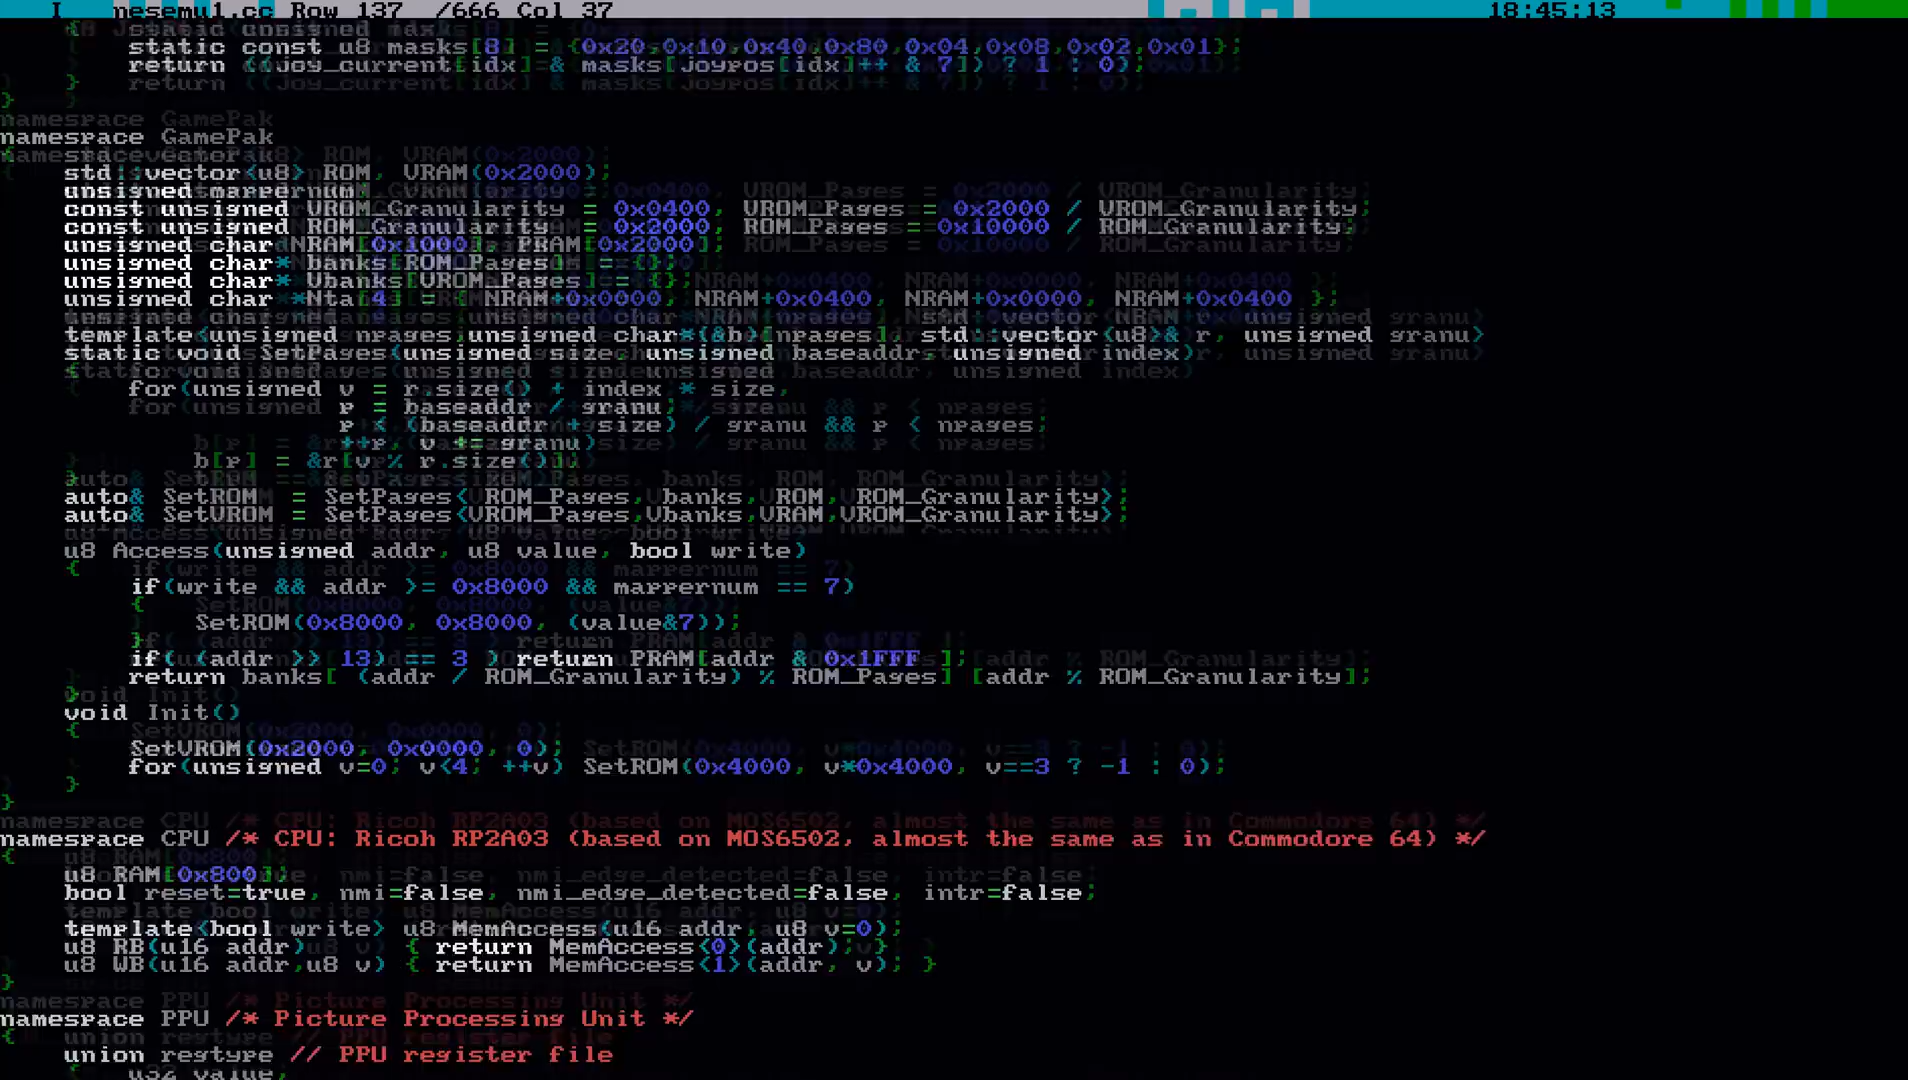 I nesemu1.cc Row 137 /666 Col 37 18:45:13
static const u8 masks[8] = {0x20,0x10,0x40,0x80,0x04,0x08,0x02,0x01};
return ((joy_current[idx] & masks[joypos[idx]++ & 7]) ? 1 : 0);
}
}
namespace GamePak
{
std::vector<u8> ROM, VRAM(0x2000);
unsigned mappernum;
const unsigned VROM_Granularity = 0x0400, VROM_Pages = 0x2000 / VROM_Granularity;
const unsigned ROM_Granularity = 0x2000, ROM_Pages = 0x10000 / ROM_Granularity;
unsigned char NRAM[0x1000], PRAM[0x2000];
unsigned char* banks[ROM_Pages] = {};
unsigned char* Vbanks[VROM_Pages] = {};
unsigned char *Nta[4] = { NRAM+0x0000, NRAM+0x0400, NRAM+0x0000, NRAM+0x0400 };
template<unsigned npages,unsigned char*(&b)[npages], std::vector<u8>& r, unsigned granu>
static void SetPages(unsigned size, unsigned baseaddr, unsigned index)
{
for(unsigned v = r.size() + index * size,
p = baseaddr / granu;
p < (baseaddr + size) / granu && p < npages;
++p, v += granu)
b[p] = &r[v % r.size()];
}
auto& SetROM = SetPages<ROM_Pages, banks, ROM, ROM_Granularity>;
auto& SetVROM = SetPages<VROM_Pages,Vbanks,VRAM,VROM_Granularity>;
u8 Access(unsigned addr, u8 value, bool write)
{
if(write && addr >= 0x8000 && mappernum == 7)
{
SetROM(0x8000, 0x8000, (value&7));
}
if( (addr >> 13) == 3 ) return PRAM[addr & 0x1FFF ];
return banks[ (addr / ROM_Granularity) % ROM_Pages] [addr % ROM_Granularity];
}
void Init()
{
SetVROM(0x2000, 0x0000, 0);
for(unsigned v=0; v<4; ++v) SetROM(0x4000, v*0x4000, v==3 ? -1 : 0);
}
}
namespace CPU /* CPU: Ricoh RP2A03 (based on MOS6502, almost the same as in Commodore 64) */
{
u8 RAM[0x800];
bool reset=true, nmi=false, nmi_edge_detected=false, intr=false;
template<bool write> u8 MemAccess(u16 addr, u8 v=0);
u8 RB(u16 addr) { return MemAccess<0>(addr); }
u8 WB(u16 addr,u8 v) { return MemAccess<1>(addr, v); }
}
namespace PPU /* Picture Processing Unit */
{
union regtype // PPU register file
{ u32 value;